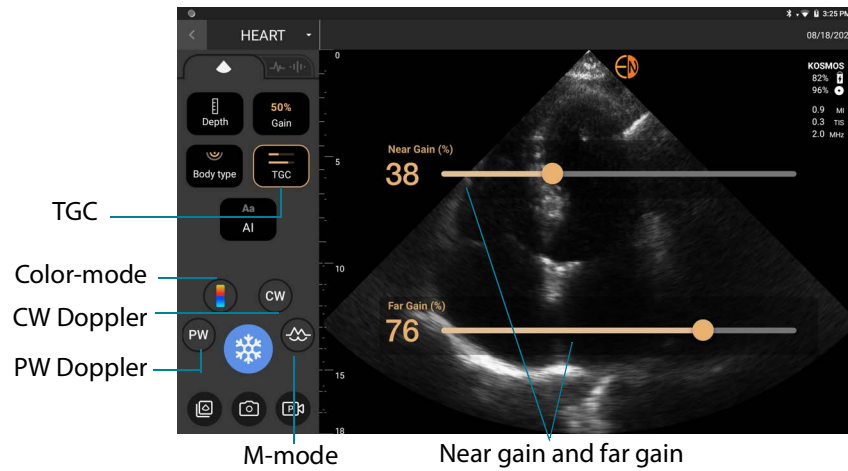 3:25 PM
HEART
08/18/202
0
KOSMOS
82%
96%
0.9 MI
0.3 TIS
2.0 MHz
Depth
50%
Gain
Near Gain (%)
38
5
Body type
TGC
TGC
Aa
AI
10
Color-mode
CW
CW Doppler
Far Gain (%)
76
PW
PW Doppler
15
P
18
M-mode
Near gain and far gain